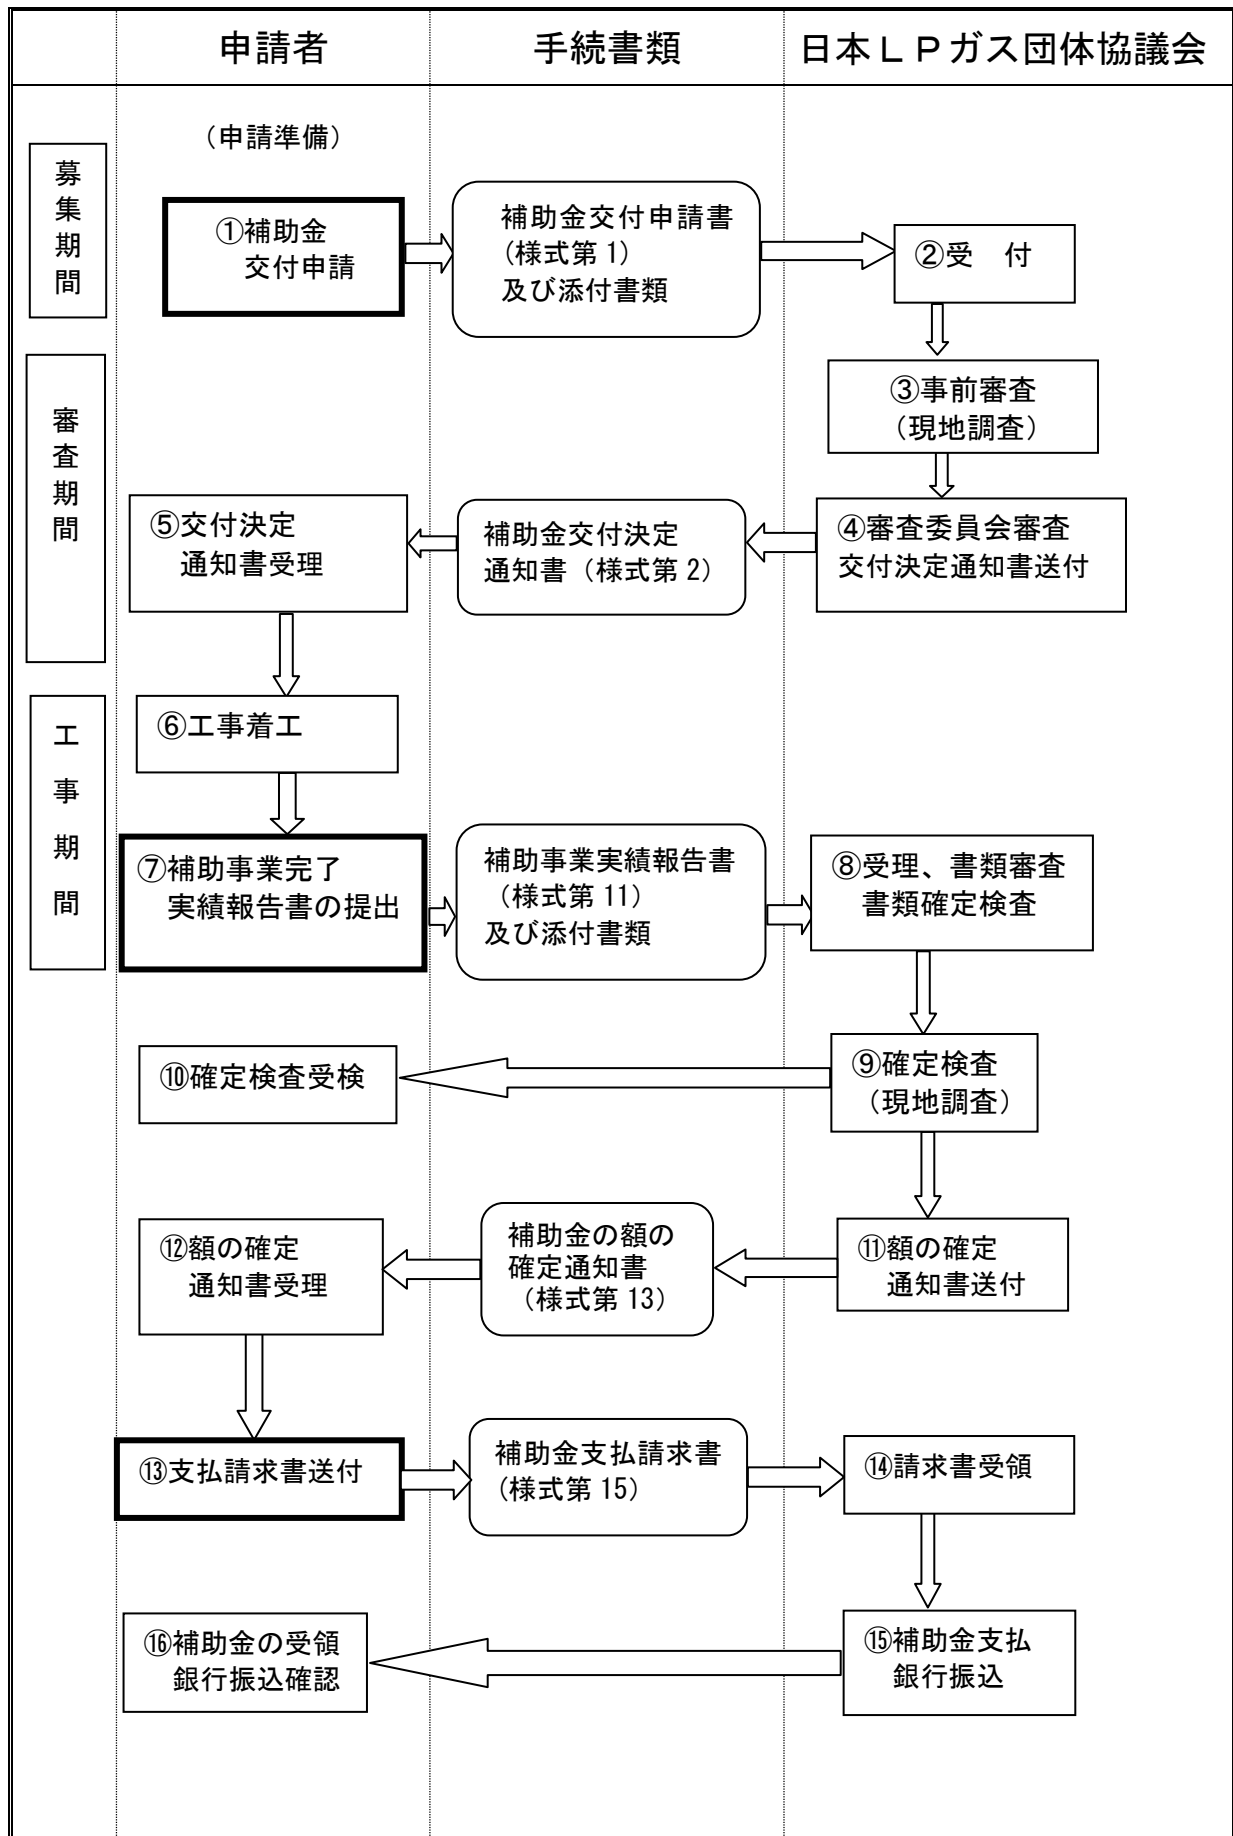 申請者
手続書類
日本ＬＰガス団体協議会
（申請準備）
募集期間
①補助金
交付申請
補助金交付申請書
(様式第 1)
及び添付書類
②受　付
③事前審査
（現地調査）
審査期間
④審査委員会審査
交付決定通知書送付
補助金交付決定
通知書（様式第 2）
⑤交付決定
通知書受理
工事期間
⑥工事着工
⑦補助事業完了
実績報告書の提出
補助事業実績報告書
（様式第 11）
及び添付書類
⑧受理、書類審査
書類確定検査
⑨確定検査
（現地調査）
⑩確定検査受検
⑪額の確定
通知書送付
補助金の額の
確定通知書
（様式第 13）
⑫額の確定
通知書受理
⑬支払請求書送付
補助金支払請求書
(様式第 15）
⑭請求書受領
⑮補助金支払
銀行振込
⑯補助金の受領
銀行振込確認